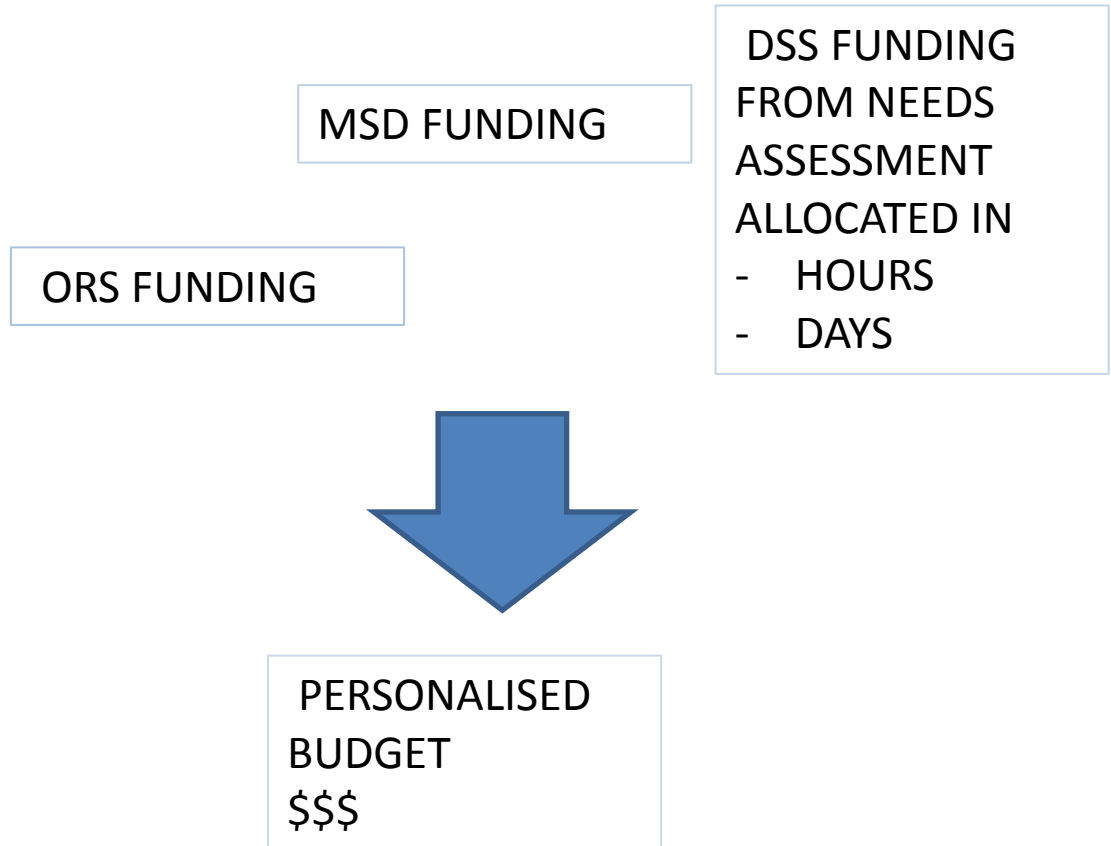 DSS FUNDING
FROM NEEDS
ASSESSMENT
ALLOCATED IN
- HOURS
- DAYS
MSD FUNDING
ORS FUNDING
PERSONALISED
BUDGET
$$$